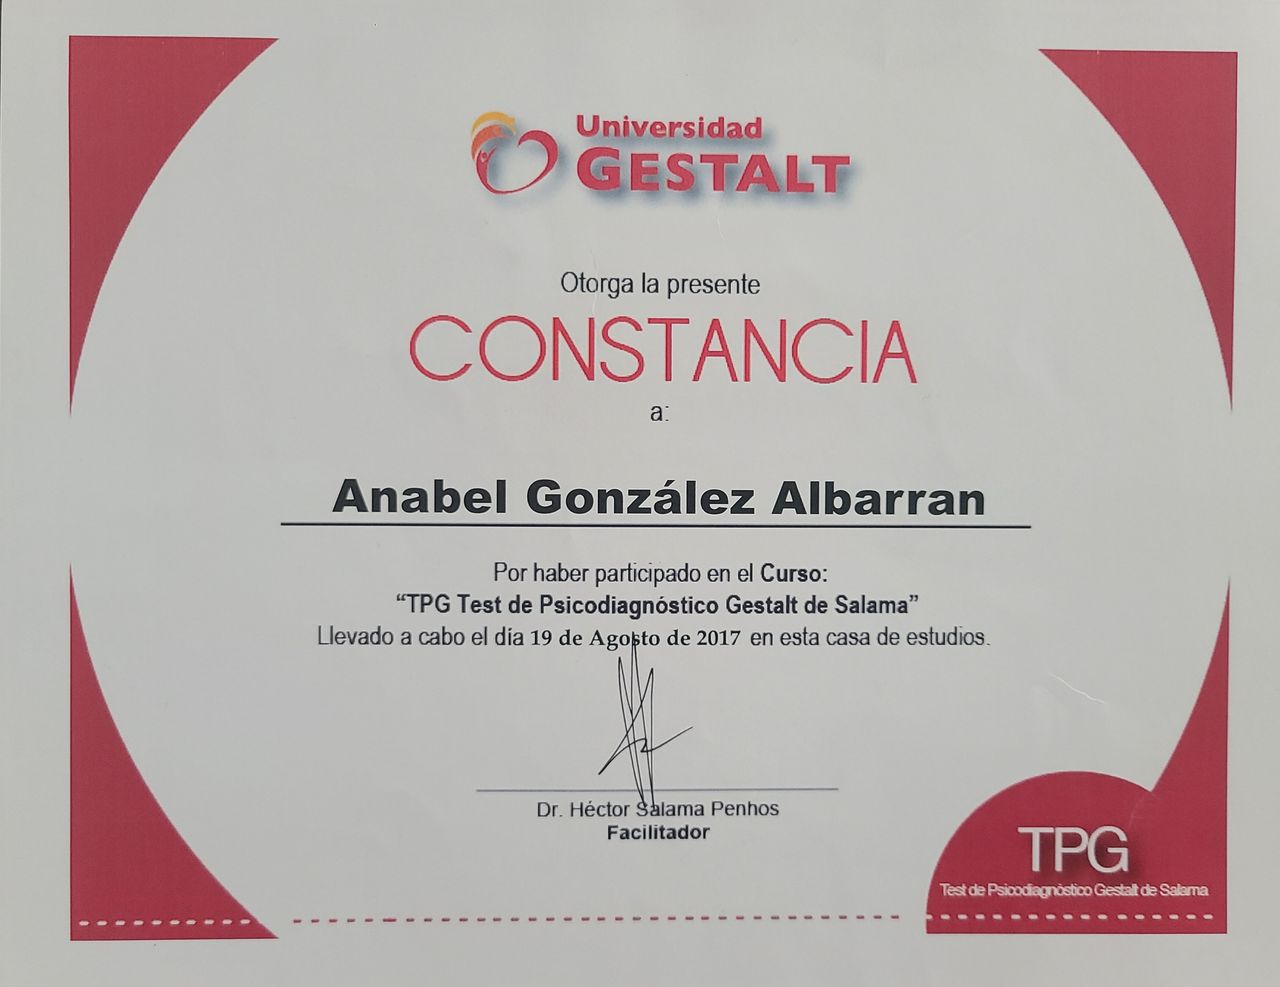 Universidad
GESTALT
Otorga la presente
CONSTANCIA
a:
Anabel González Albarran
Por haber participado en el Curso:
“TPG Test de Psicodiagnóstico Gestalt de Salama”
Llevado a cabo el día 19 de Agosto de 2017 en esta casa de estudios.
Dr. Héctor Salama Penhos
Facilitador
TPG
Test de Psicodiagnóstico Gestalt de Salama